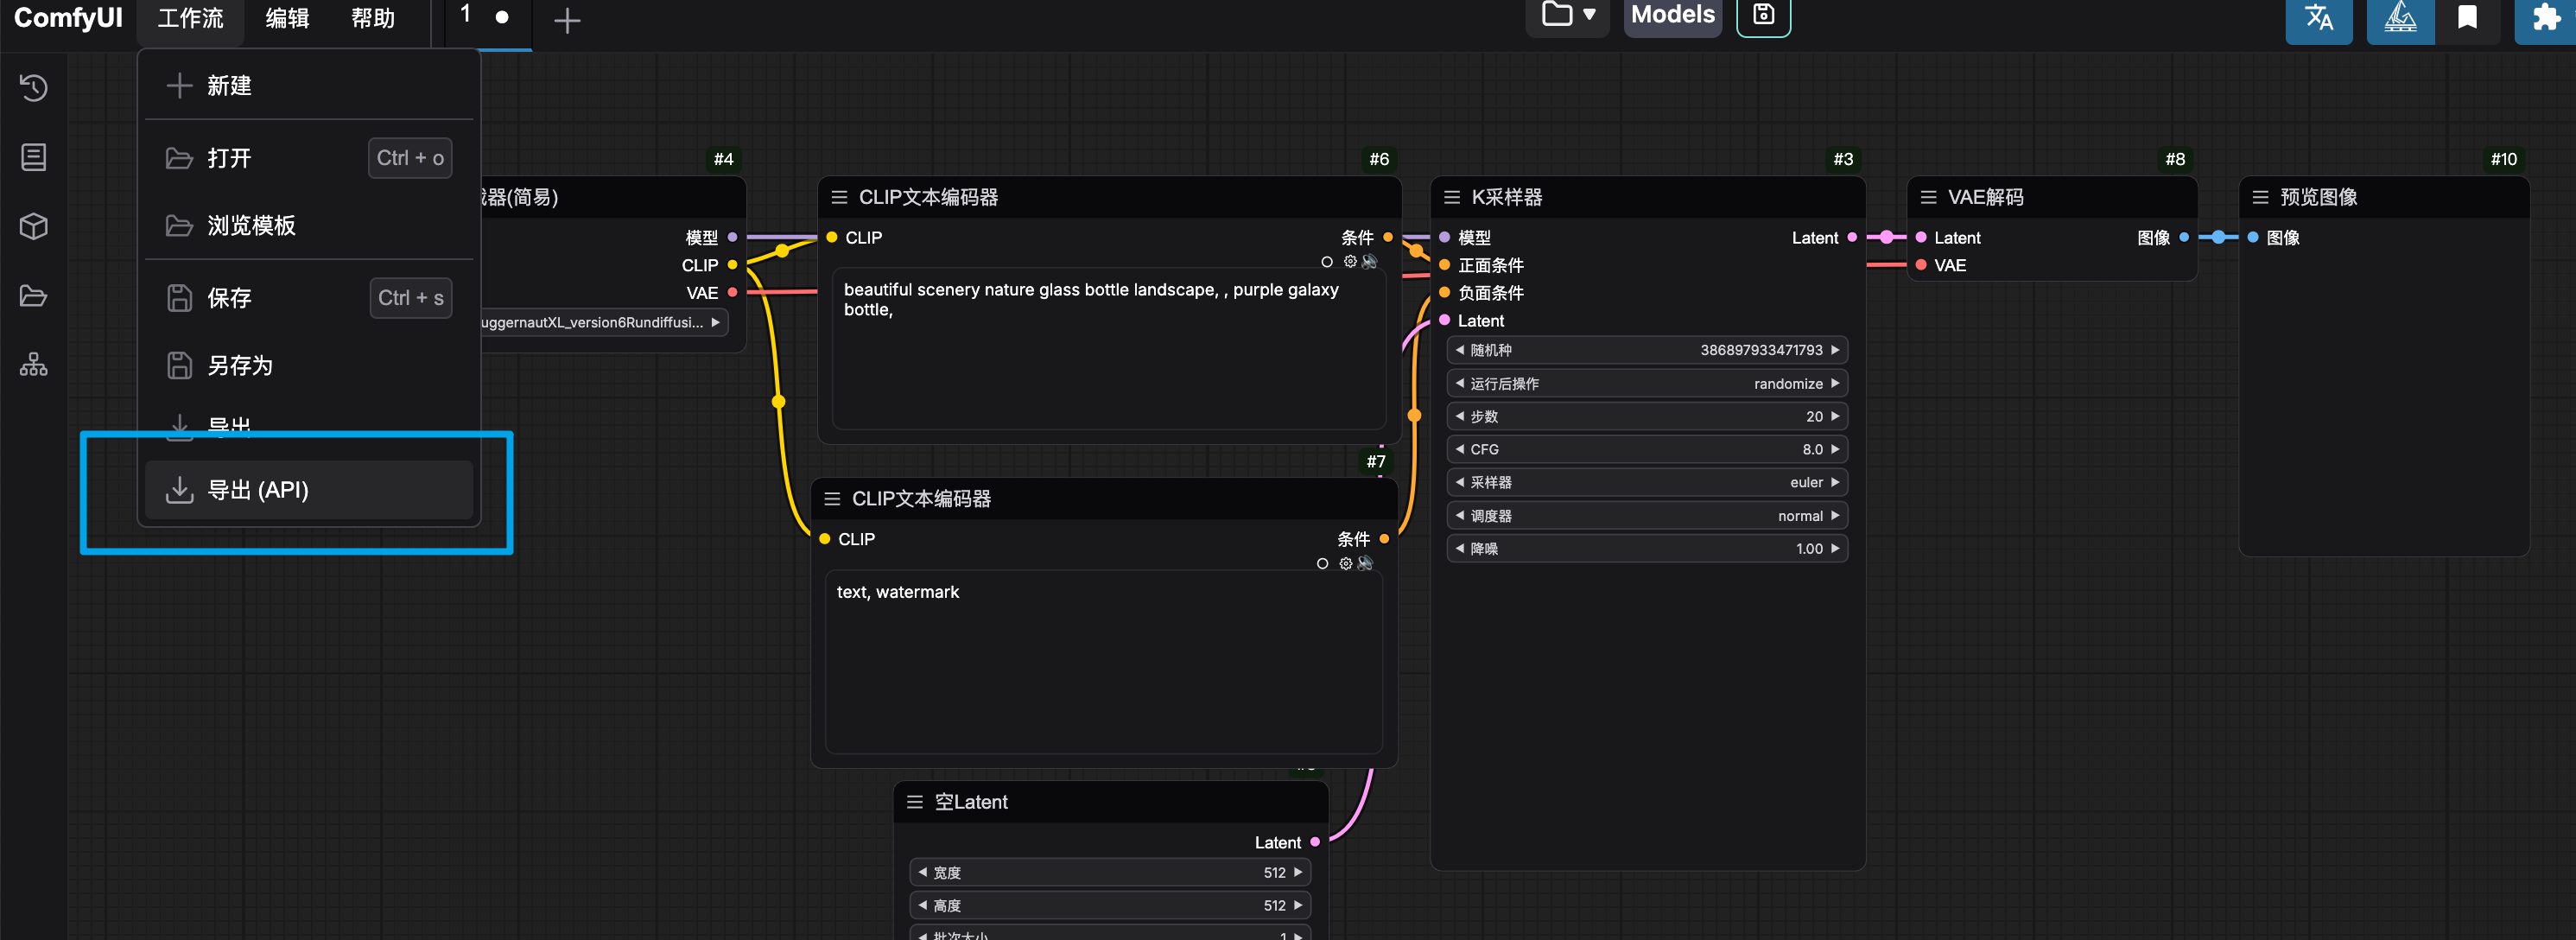 ComfyUI 工作流 编辑 帮助 1
Models
新建
打开 Ctrl + o
浏览模板
保存 Ctrl + s
另存为
导出
导出 (API)
#4
载器(简易)
模型
CLIP
VAE
uggernautXL_version6Rundiffusi...
#6
CLIP文本编码器
CLIP 条件
beautiful scenery nature glass bottle landscape, , purple galaxy
bottle,
#7
CLIP文本编码器
CLIP 条件
text, watermark
空Latent
Latent
宽度 512
高度 512
批次大小 1
#3
K采样器
模型 Latent
正面条件
负面条件
Latent
随机种 386897933471793
运行后操作 randomize
步数 20
CFG 8.0
采样器 euler
调度器 normal
降噪 1.00
#8
VAE解码
Latent 图像
VAE
#10
预览图像
图像